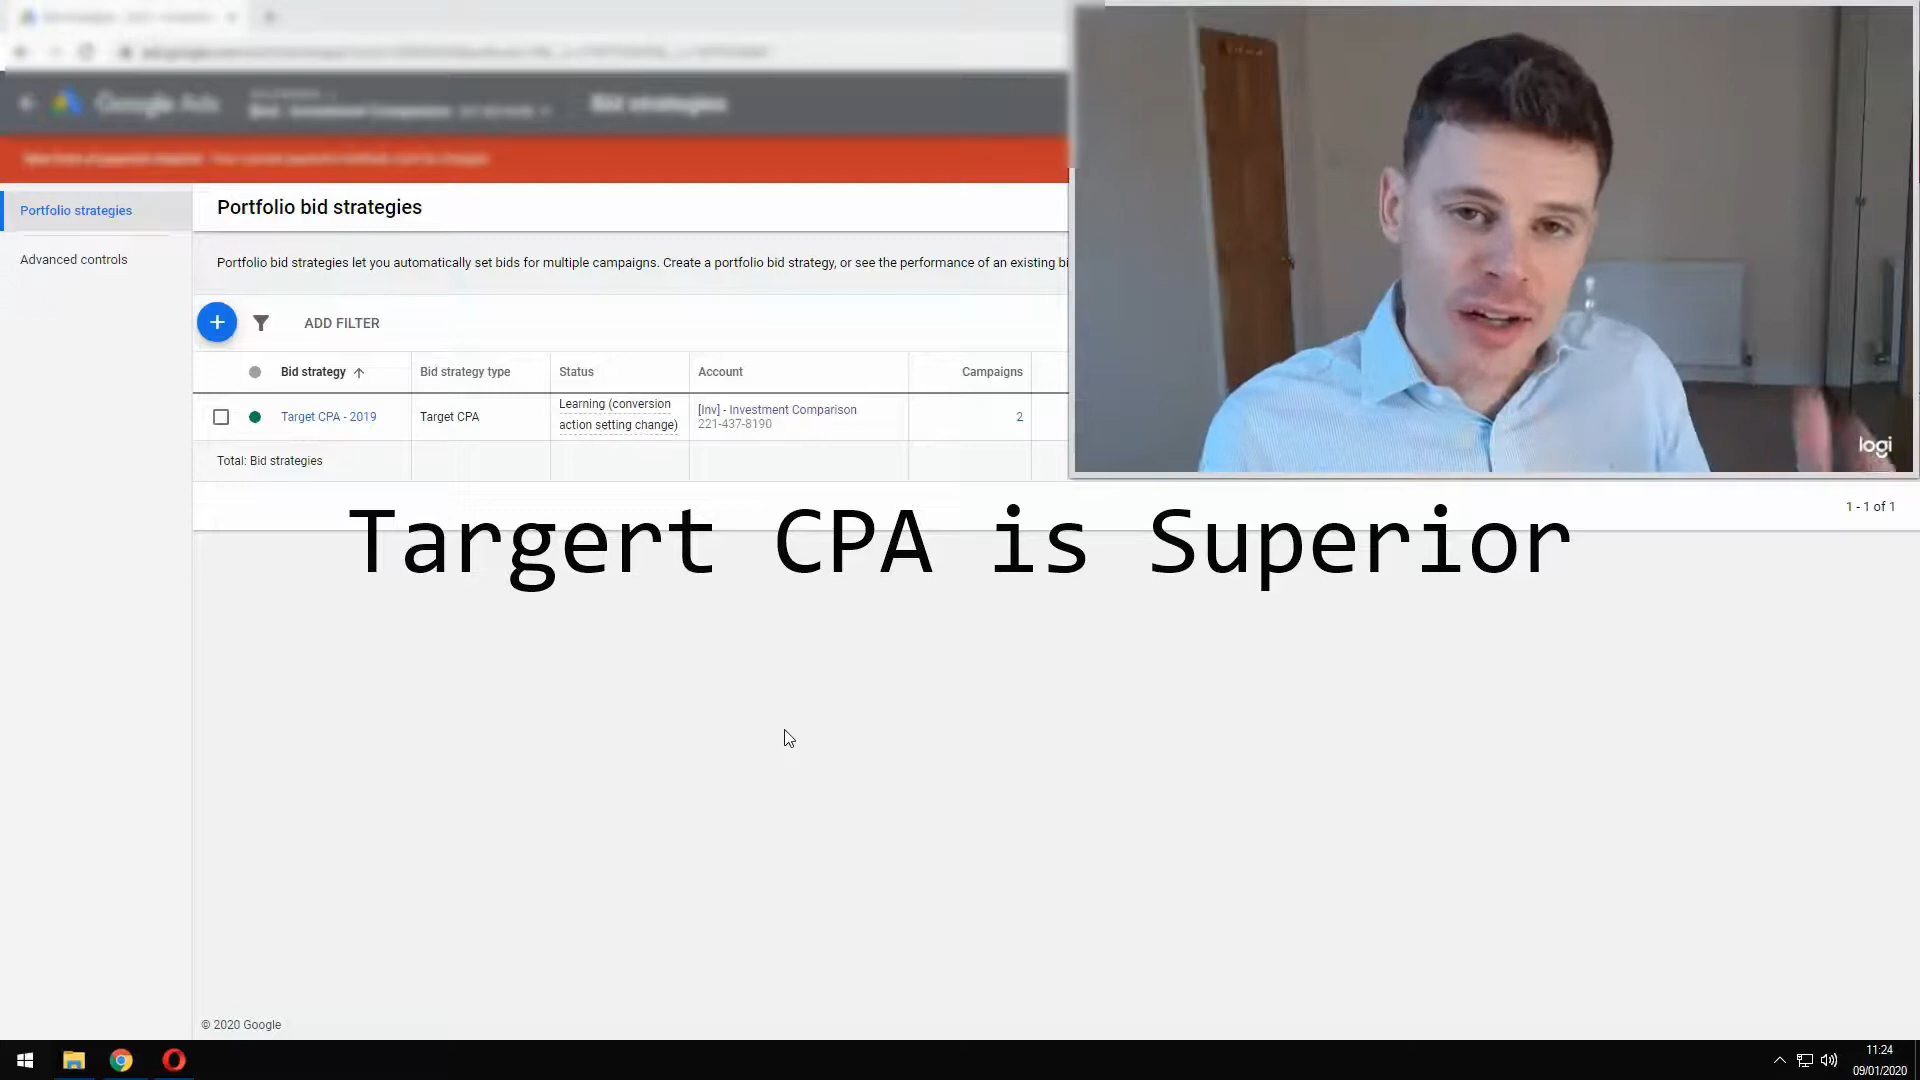 Google Ads
Bid strategies
Portfolio strategies
Advanced controls
Portfolio bid strategies
Portfolio bid strategies let you automatically set bids for multiple campaigns. Create a portfolio bid strategy, or see the performance of an existing bi
ADD FILTER
Bid strategy Bid strategy type Status Account Campaigns
Target CPA - 2019 Target CPA Learning (conversion action setting change) [Inv] - Investment Comparison 2
221-437-8190
Total: Bid strategies
1 - 1 of 1
Targert CPA is Superior
logi
© 2020 Google
11:24
09/01/2020